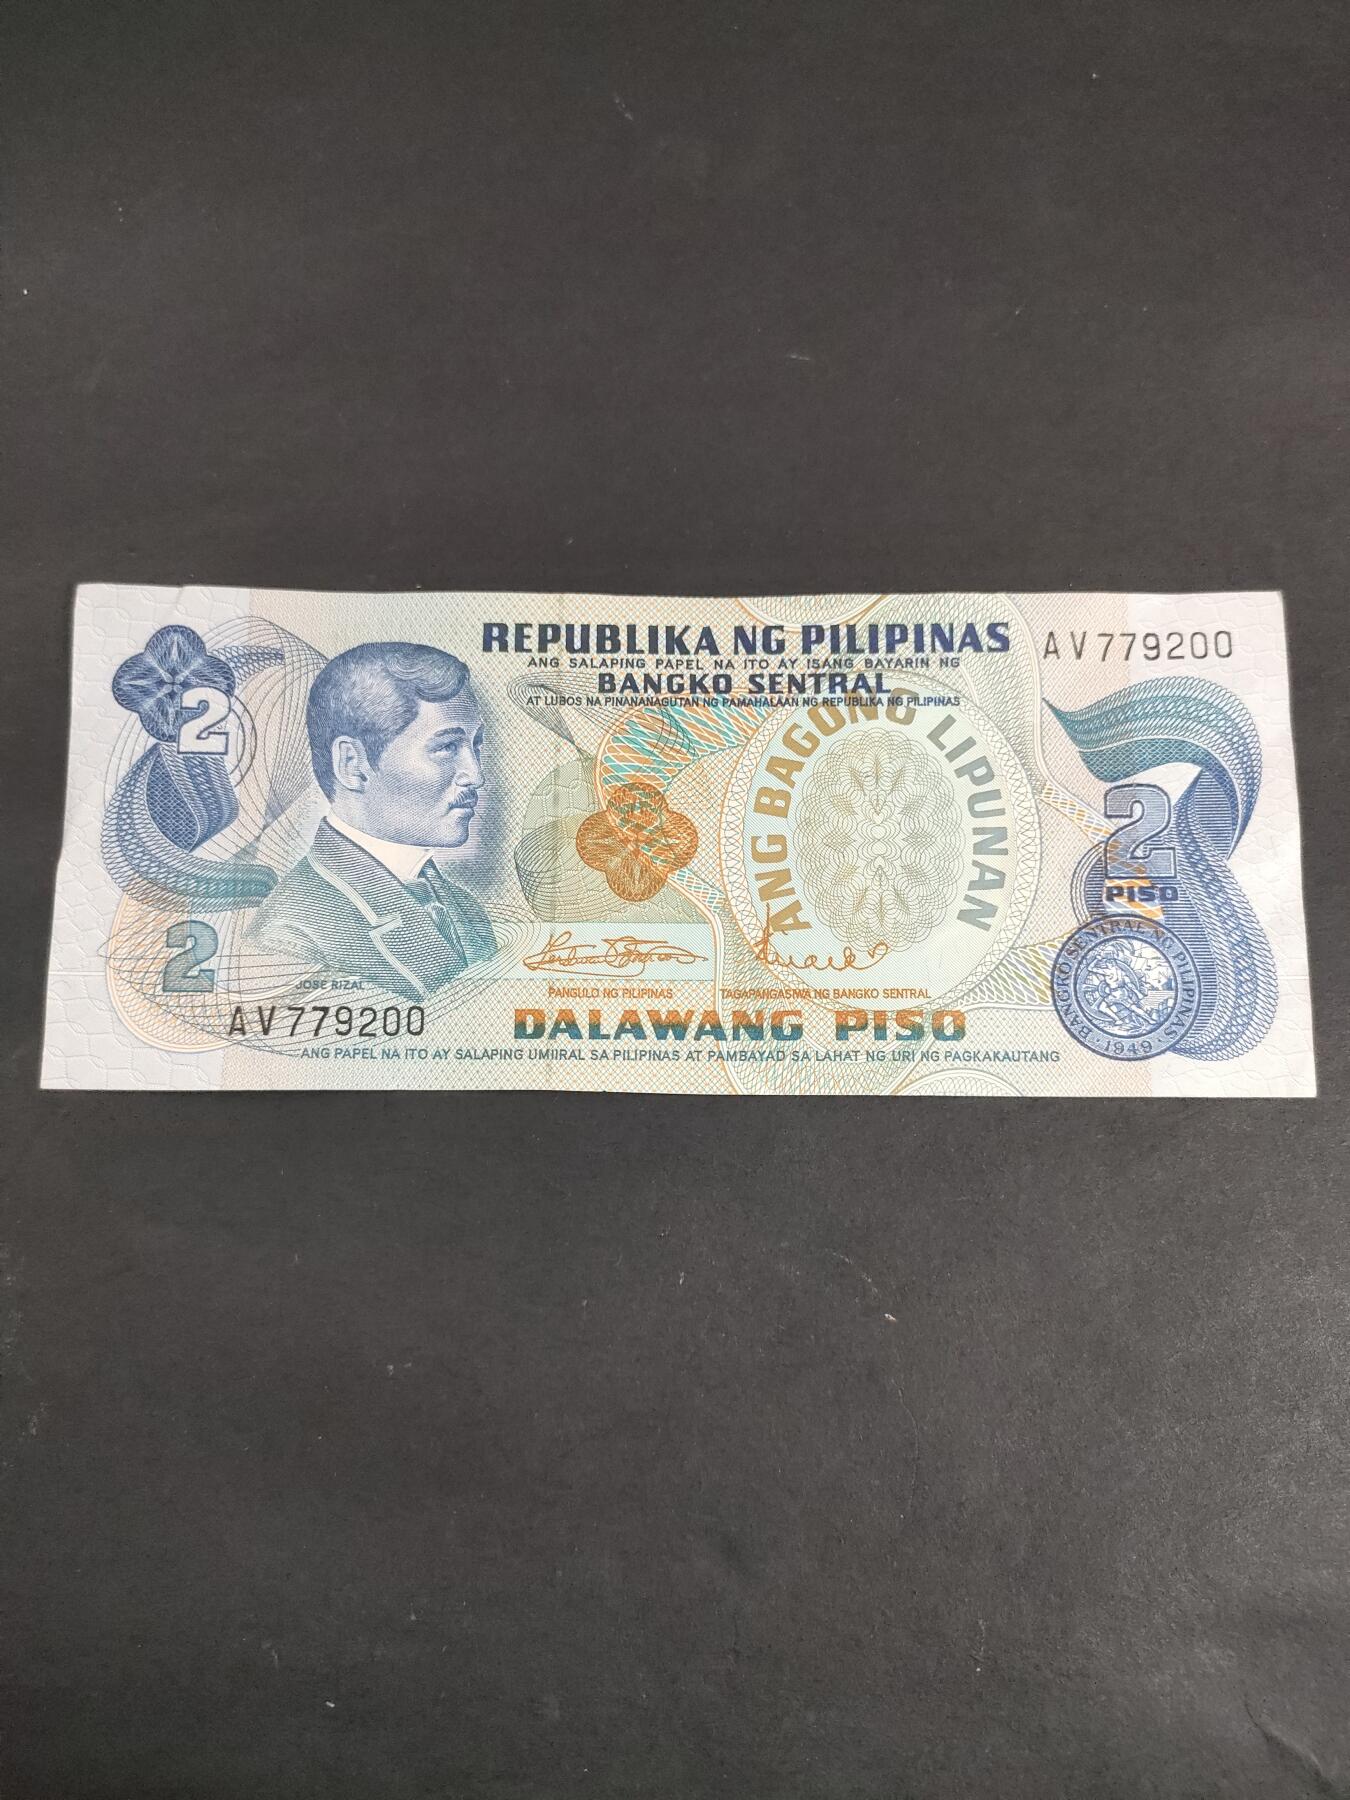 REPUBLIKA NG PILIPINAS
AV779200
ANG SALAPING PAPEL NA ITO AY ISANG BAYARIN NG
BANGKO SENTRAL
AT LUBOS NA PINANANAGUTAN NG PAMAHALAAN NG REPUBLIKA NG PILIPINAS
2
ANG BAGONG LIPUNAN
2
PISO
2
BANGKO SENTRAL NG PILIPINAS
1949
JOSE RIZAL
PANGULO NG PILIPINAS
TAGAPANGASIWA NG BANGKO SENTRAL
AV779200
DALAWANG PISO
ANG PAPEL NA ITO AY SALAPING UMIIRAL SA PILIPINAS AT PAMBAYAD SA LAHAT NG URI NG PAGKAKAUTANG